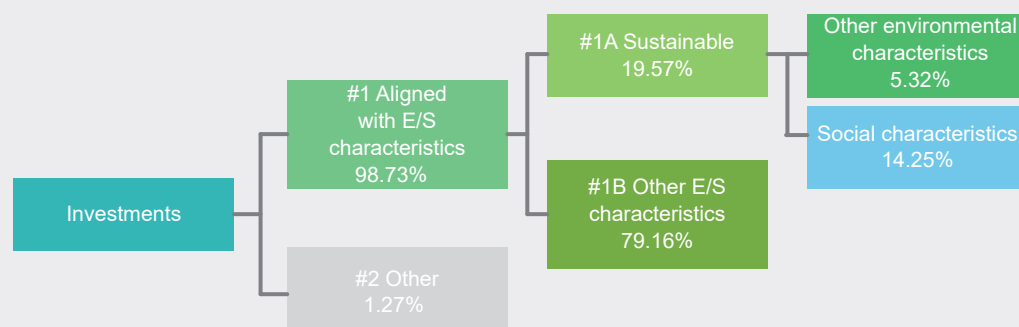 Investments
#1 Aligned
with E/S
characteristics
98.73%
#2 Other
1.27%
#1A Sustainable
19.57%
#1B Other E/S
characteristics
79.16%
Other environmental
characteristics
5.32%
Social characteristics
14.25%